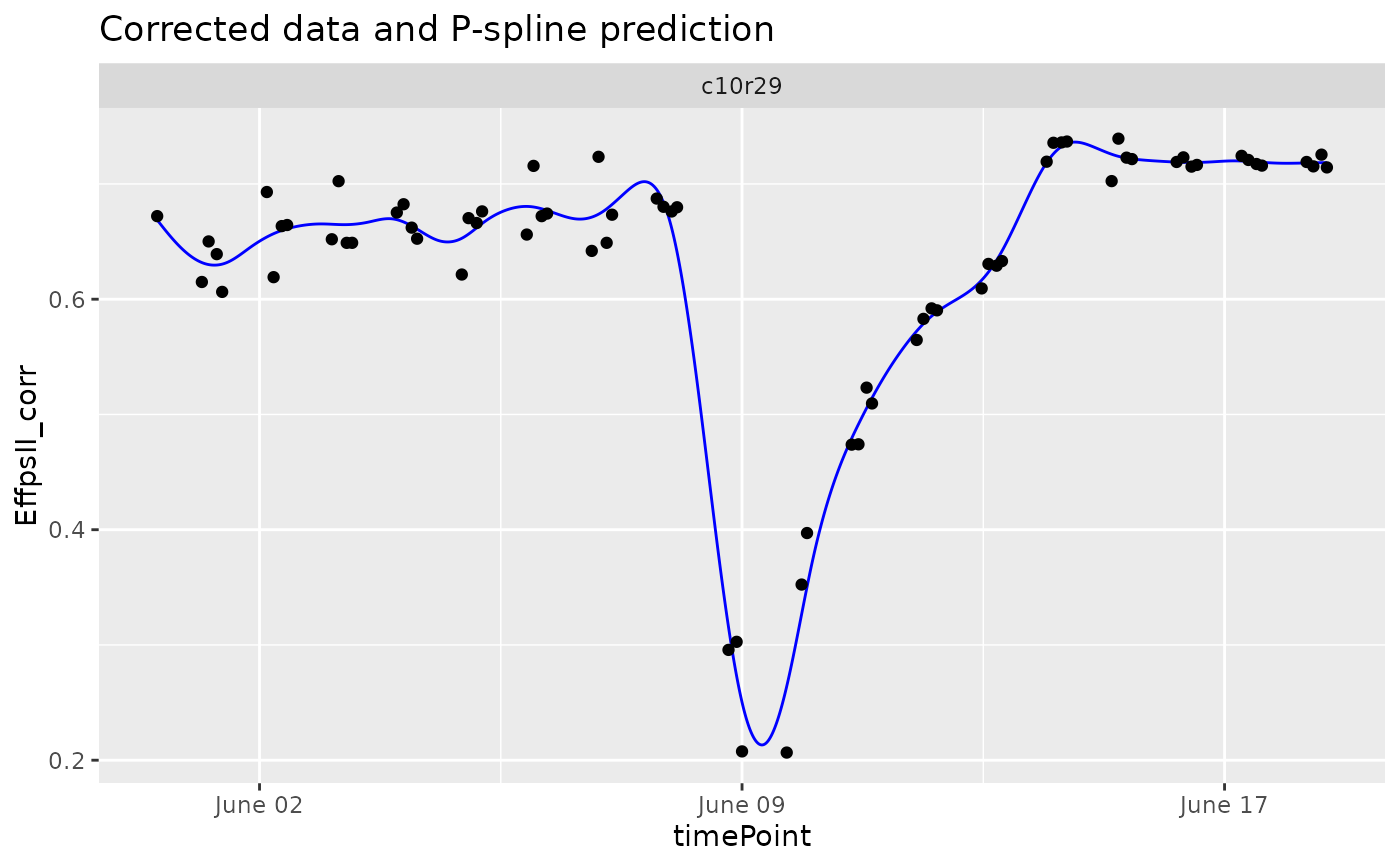 Corrected data and P-spline prediction
c10r29
EffpsII_corr
0.6
0.4
0.2
June 02
June 09
June 17
timePoint